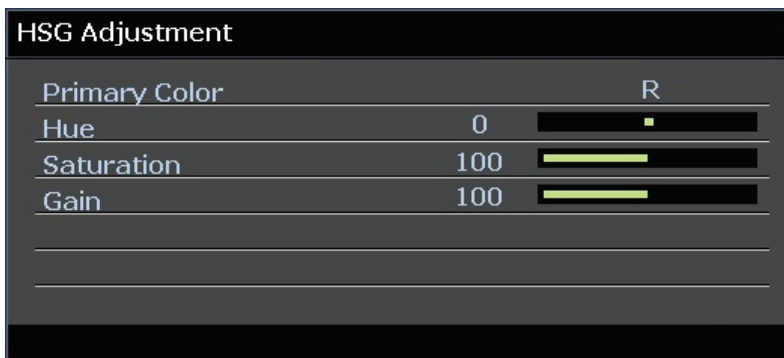 HSG Adjustment
Primary Color R
Hue 0
Saturation 100
Gain 100